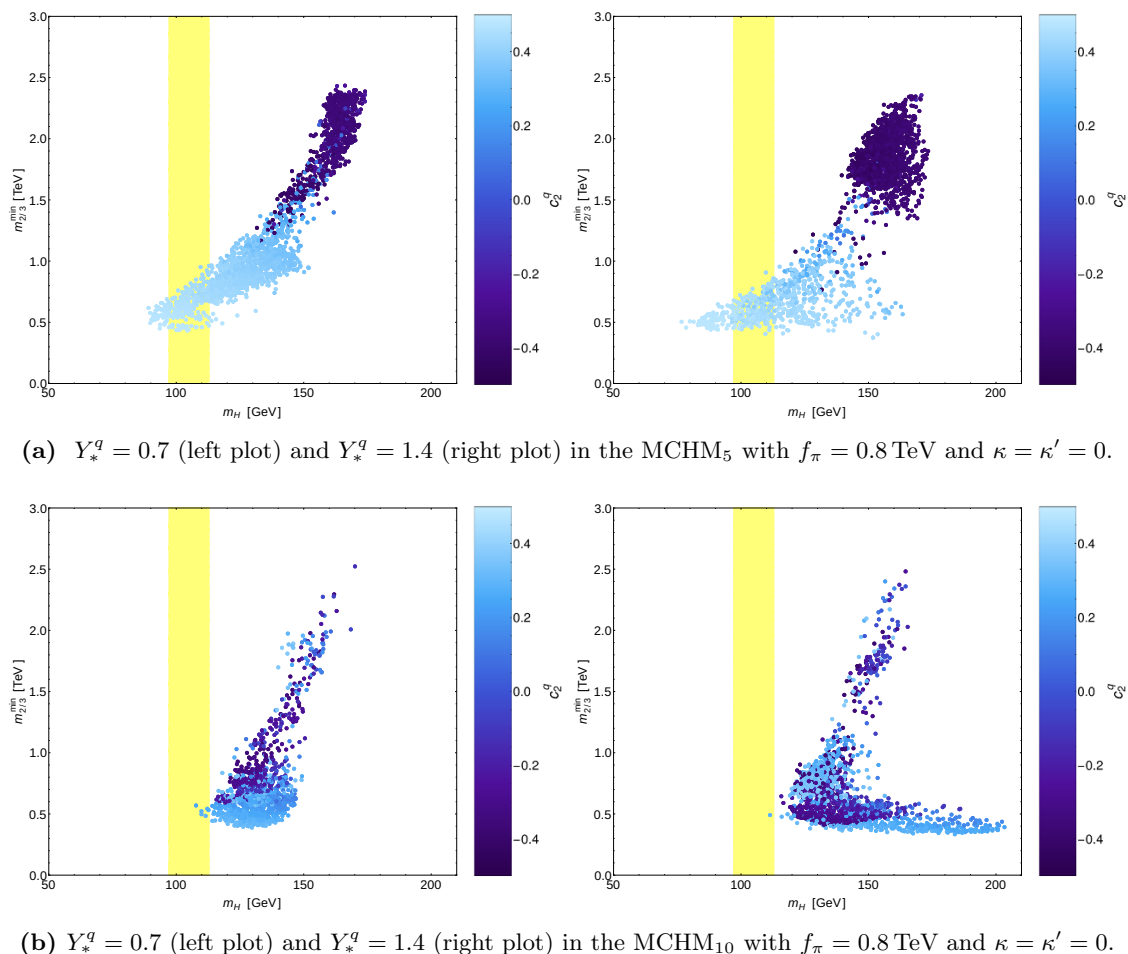 3.0
2.5
2.0
1.5
1.0
0.5
0.0
50 100 150 200
m_H [GeV]
m_{2/3}^{min} [TeV]
0.4
0.2
0.0
−0.2
−0.4
c_2^q
3.0
2.5
2.0
1.5
1.0
0.5
0.0
50 100 150 200
m_H [GeV]
m_{2/3}^{min} [TeV]
0.4
0.2
0.0
−0.2
−0.4
c_2^q
(a) Y_*^q = 0.7 (left plot) and Y_*^q = 1.4 (right plot) in the MCHM_5 with f_π = 0.8 TeV and κ = κ′ = 0.
3.0
2.5
2.0
1.5
1.0
0.5
0.0
50 100 150 200
m_H [GeV]
m_{2/3}^{min} [TeV]
0.4
0.2
0.0
−0.2
−0.4
c_2^q
3.0
2.5
2.0
1.5
1.0
0.5
0.0
50 100 150 200
m_H [GeV]
m_{2/3}^{min} [TeV]
0.4
0.2
0.0
−0.2
−0.4
c_2^q
(b) Y_*^q = 0.7 (left plot) and Y_*^q = 1.4 (right plot) in the MCHM_{10} with f_π = 0.8 TeV and κ = κ′ = 0.